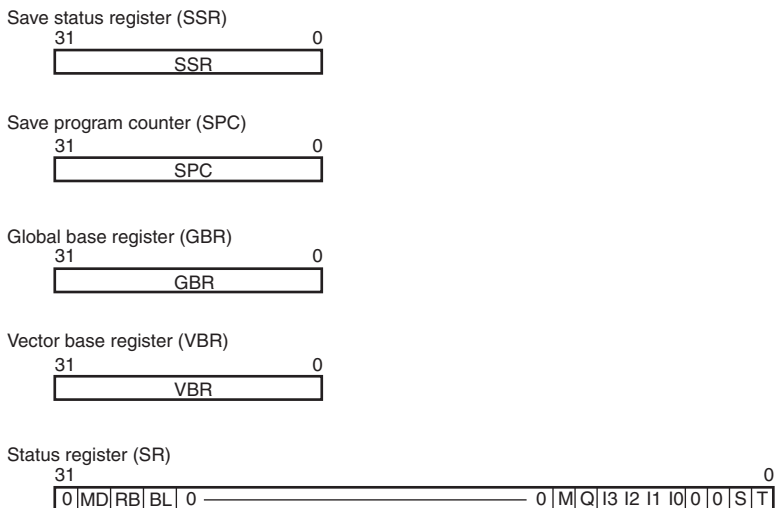 Save status register (SSR)
31 0
SSR
Save program counter (SPC)
31 0
SPC
Global base register (GBR)
31 0
GBR
Vector base register (VBR)
31 0
VBR
Status register (SR)
31 0
0 MD RB BL 0 0 M Q I3 I2 I1 I0 0 0 S T